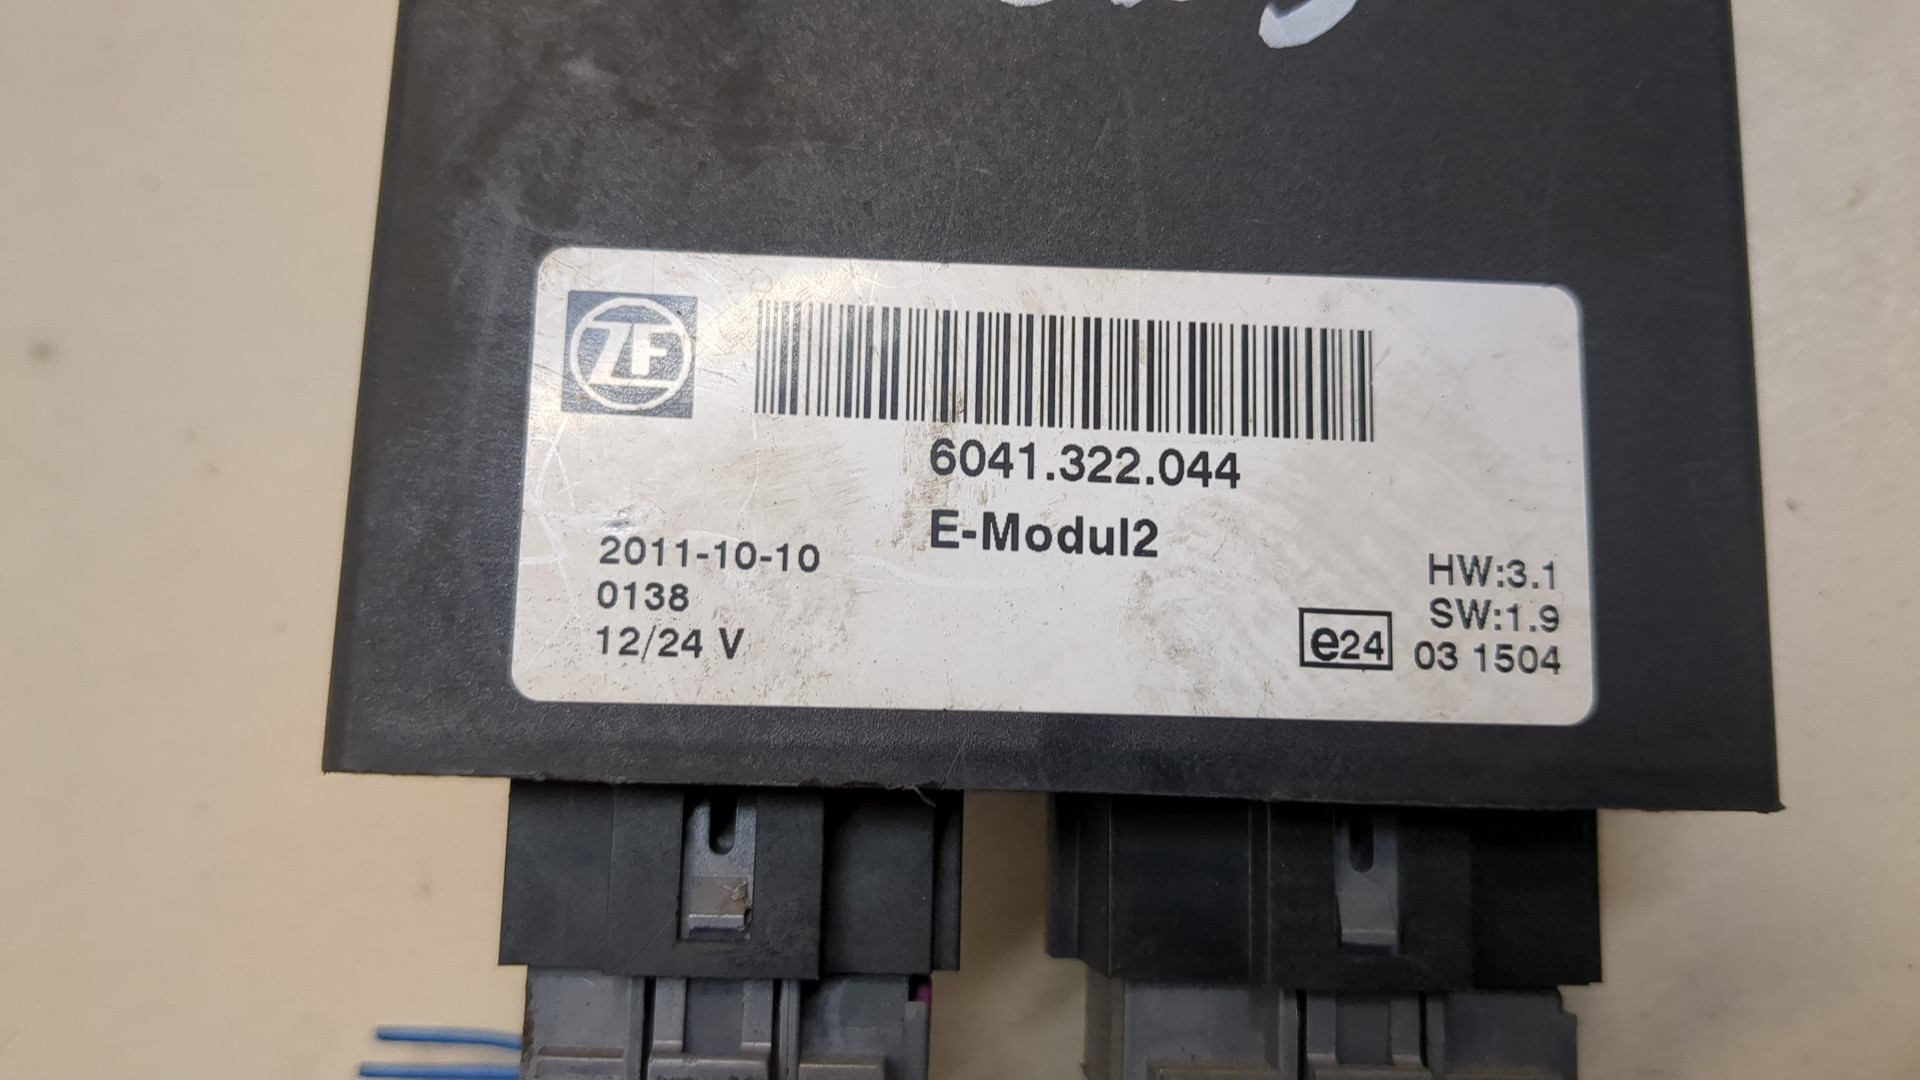 ZF
6041.322.044
E-Modul2
2011-10-10
0138
12/24 V
HW:3.1
SW:1.9
e24 03 1504